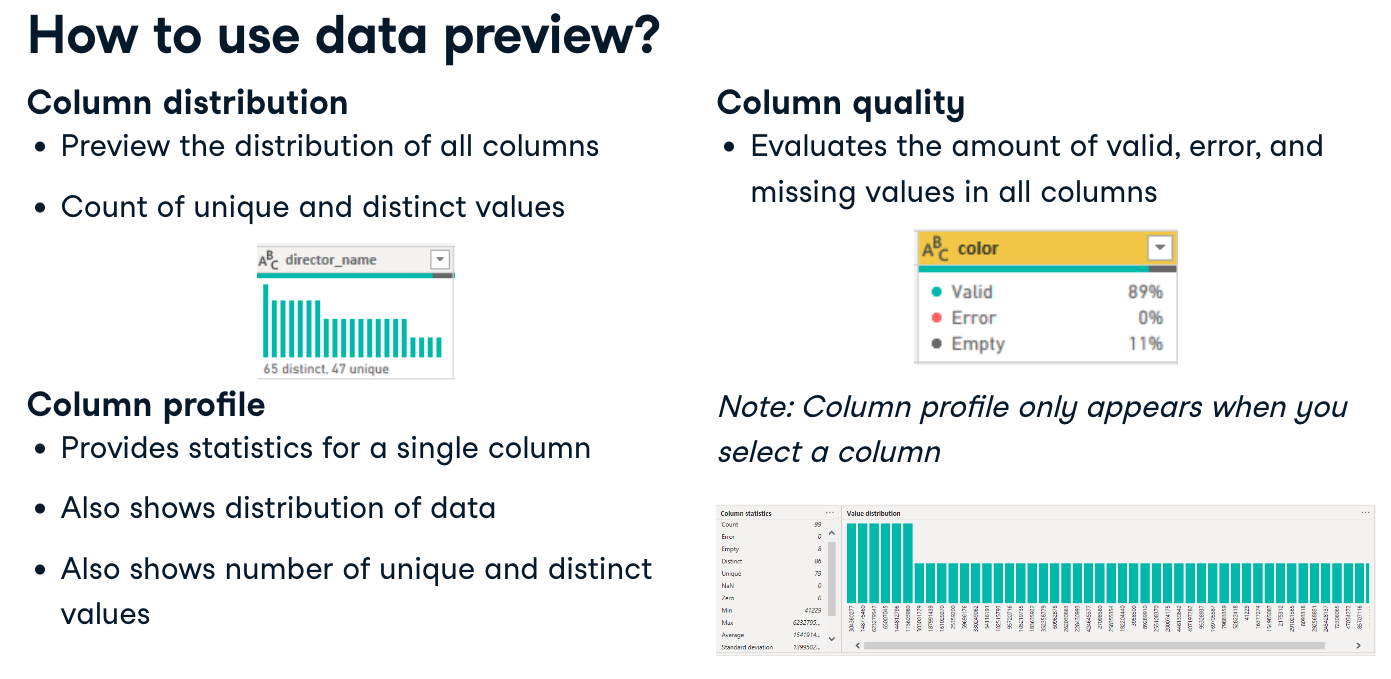 How to use data preview?
Column distribution
• Preview the distribution of all columns
• Count of unique and distinct values
ABC director_name
65 distinct, 47 unique
Column profile
• Provides statistics for a single column
• Also shows distribution of data
• Also shows number of unique and distinct
values
Column quality
• Evaluates the amount of valid, error, and
missing values in all columns
ABC color
Valid 89%
Error 0%
Empty 11%
Note: Column profile only appears when you
select a column
Column statistics ...
Count 99
Error 0
Empty 8
Distinct 86
Unique 79
NaN 0
Zero 0
Min 41229
Max 6232795...
Average 1541914...
Standard deviation 1399502...
Value distribution ...